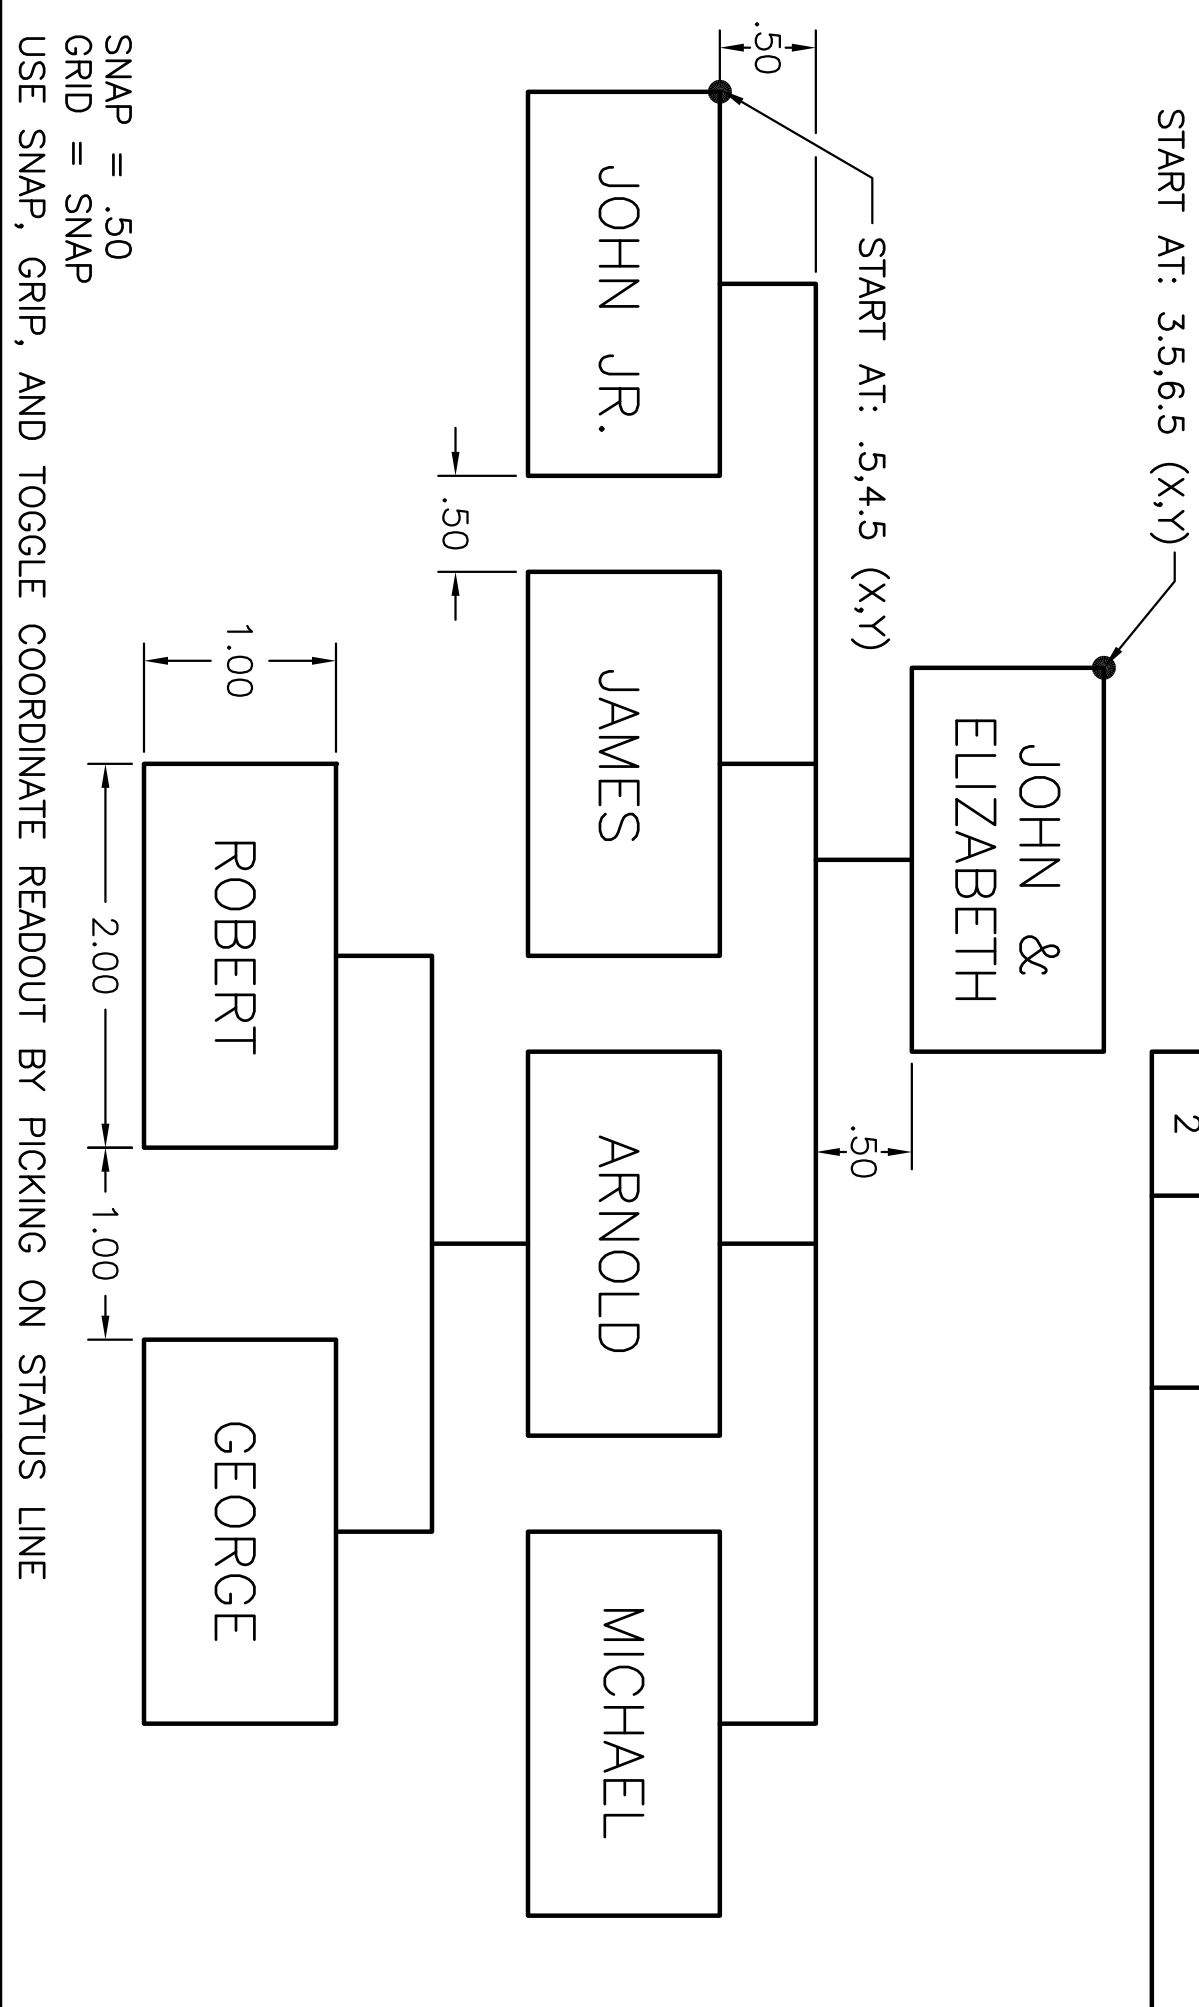 2
START AT: 3.5,6.5 (X,Y)
JOHN &
ELIZABETH
START AT: .5,4.5 (X,Y)
.50
.50
JOHN JR.
JAMES
ARNOLD
MICHAEL
.50
1.00
ROBERT
GEORGE
2.00
1.00
SNAP = .50
GRID = SNAP
USE SNAP, GRIP, AND TOGGLE COORDINATE READOUT BY PICKING ON STATUS LINE